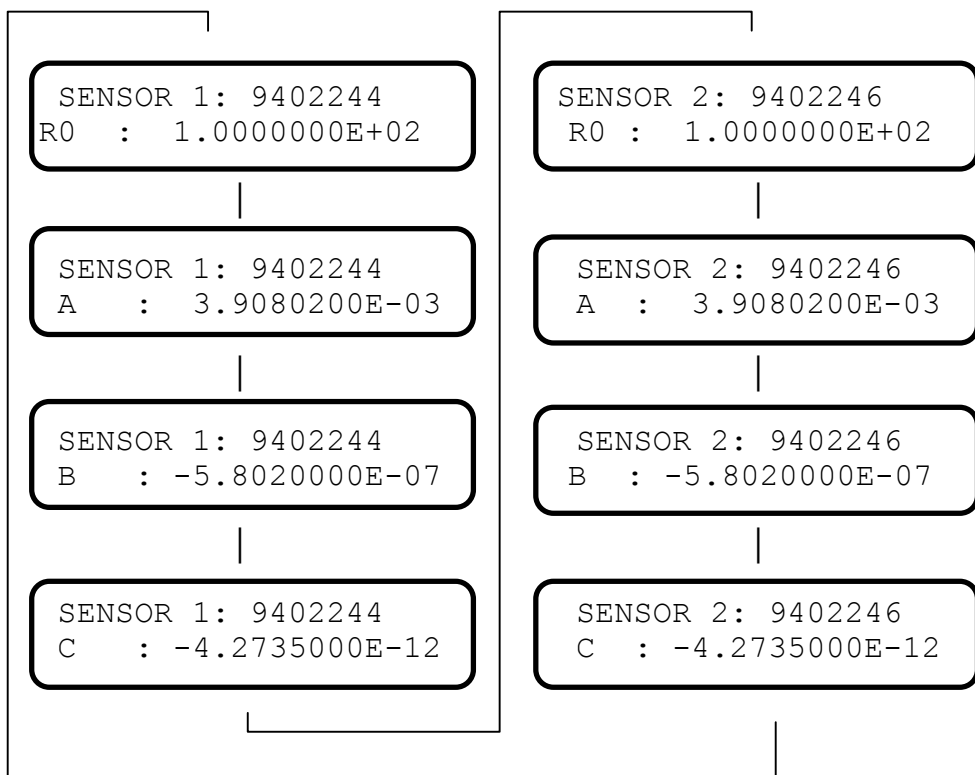 SENSOR 1: 9402244
R0 : 1.0000000E+02
SENSOR 1: 9402244
A : 3.9080200E-03
SENSOR 1: 9402244
B : -5.8020000E-07
SENSOR 1: 9402244
C : -4.2735000E-12
SENSOR 2: 9402246
R0 : 1.0000000E+02
SENSOR 2: 9402246
A : 3.9080200E-03
SENSOR 2: 9402246
B : -5.8020000E-07
SENSOR 2: 9402246
C : -4.2735000E-12